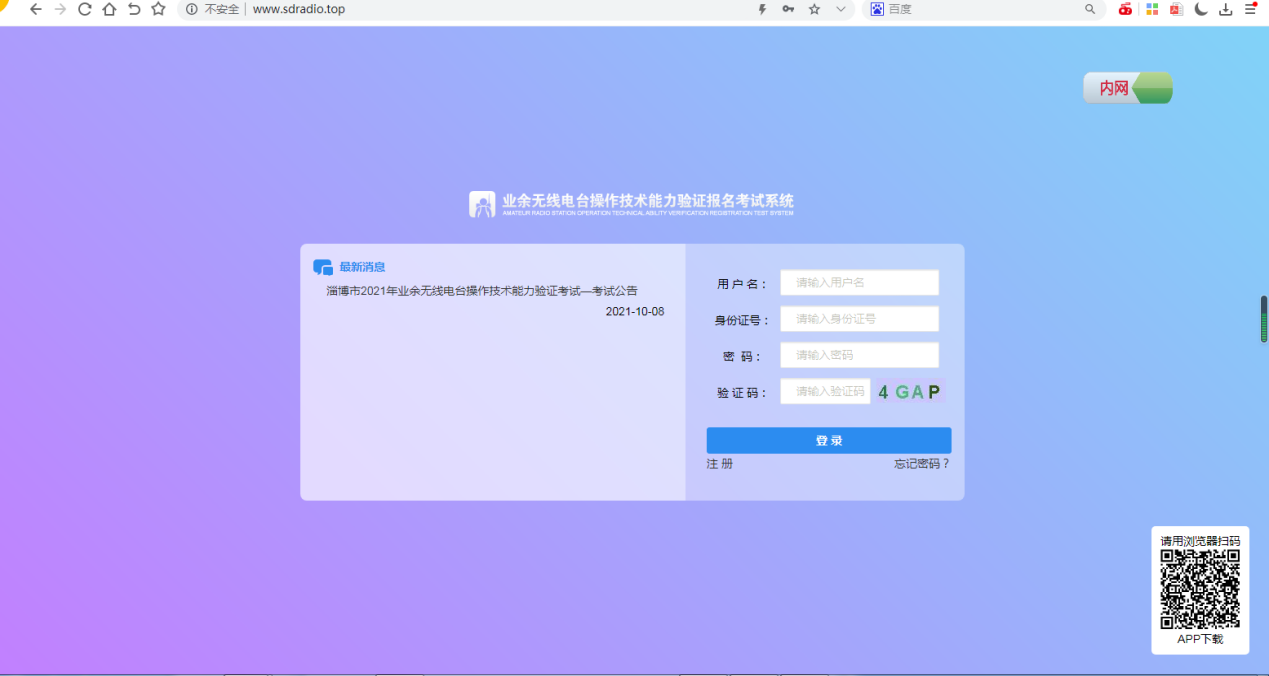 不安全 www.sdradio.top 百度
内网
业余无线电台操作技术能力验证报名考试系统
AMATEUR RADIO STATION OPERATION TECHNICAL ABILITY VERIFICATION REGISTRATION TEST SYSTEM
最新消息
淄博市2021年业余无线电台操作技术能力验证考试—考试公告
2021-10-08
用 户 名： 请输入用户名
身份证号： 请输入身份证号
密 码： 请输入密码
验 证 码： 请输入验证码 4 G A P
登 录
注 册 忘记密码？
请用浏览器扫码
APP下载